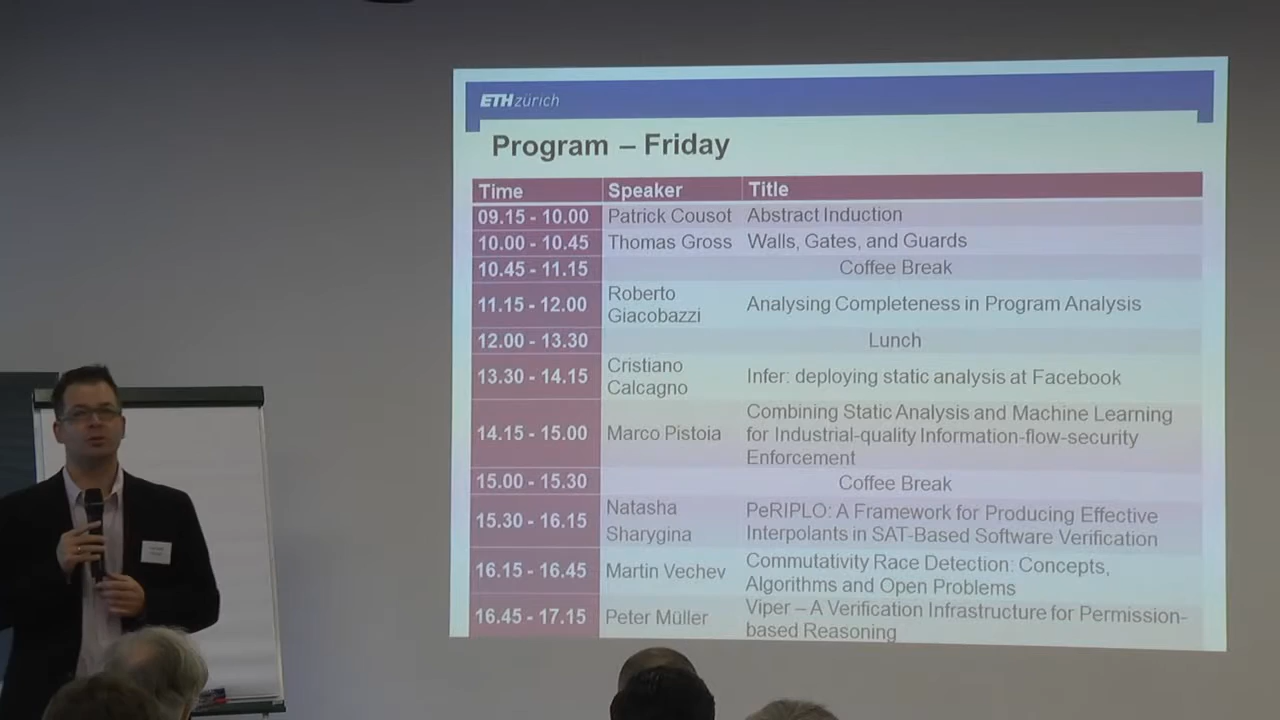 ETH zürich
Program – Friday
Time Speaker Title
09.15 - 10.00 Patrick Cousot Abstract Induction
10.00 - 10.45 Thomas Gross Walls, Gates, and Guards
10.45 - 11.15 Coffee Break
11.15 - 12.00 Roberto Giacobazzi Analysing Completeness in Program Analysis
12.00 - 13.30 Lunch
13.30 - 14.15 Cristiano Calcagno Infer: deploying static analysis at Facebook
14.15 - 15.00 Marco Pistoia Combining Static Analysis and Machine Learning
for Industrial-quality Information-flow-security
Enforcement
15.00 - 15.30 Coffee Break
15.30 - 16.15 Natasha Sharygina PeRIPLO: A Framework for Producing Effective
Interpolants in SAT-Based Software Verification
16.15 - 16.45 Martin Vechev Commutativity Race Detection: Concepts,
Algorithms and Open Problems
16.45 - 17.15 Peter Müller Viper – A Verification Infrastructure for Permission-
based Reasoning